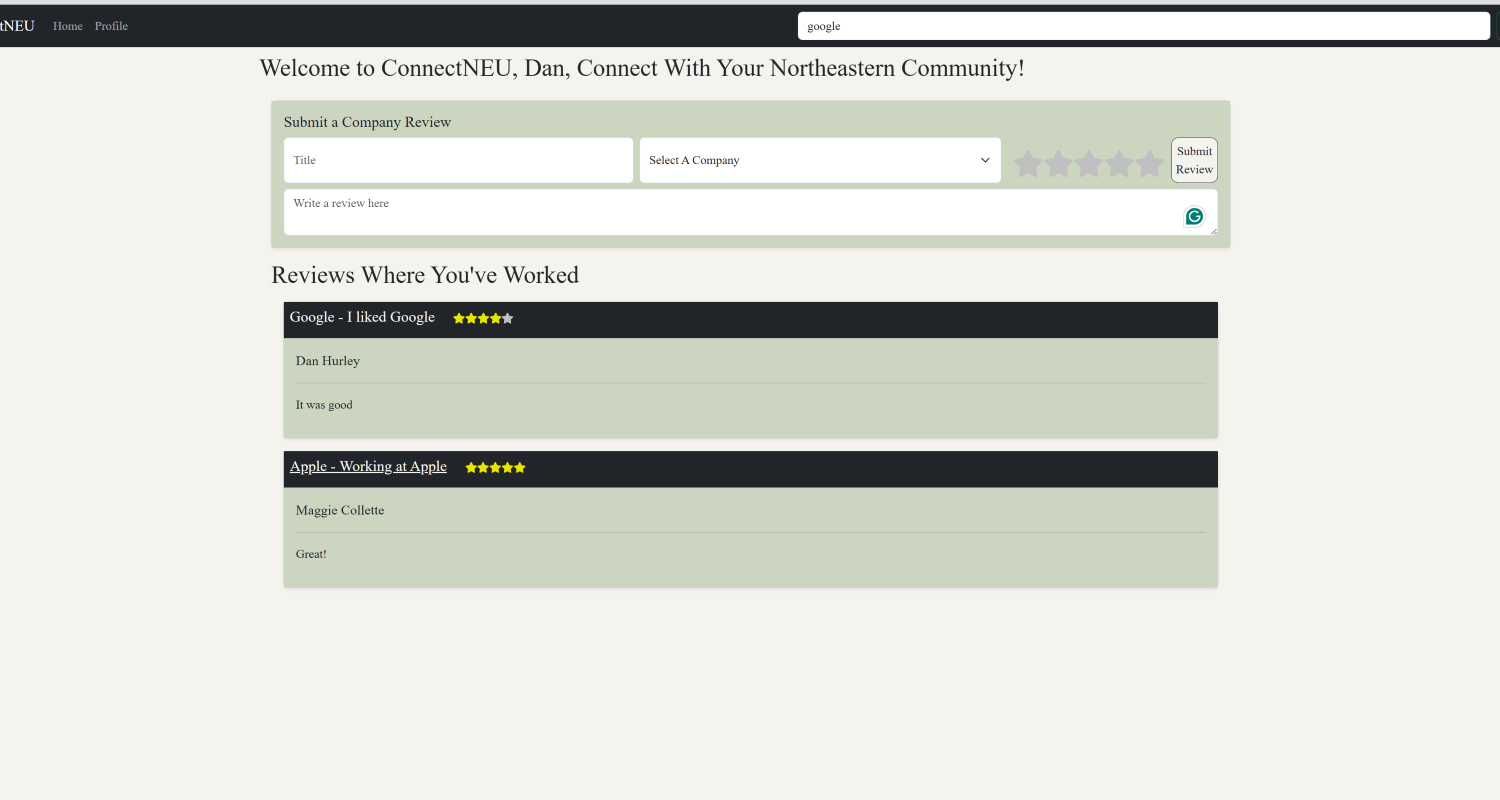 tNEU Home Profile google
Welcome to ConnectNEU, Dan, Connect With Your Northeastern Community!
Submit a Company Review
Title Select A Company Submit
Review
Write a review here
Reviews Where You've Worked
Google - I liked Google
Dan Hurley
It was good
Apple - Working at Apple
Maggie Collette
Great!